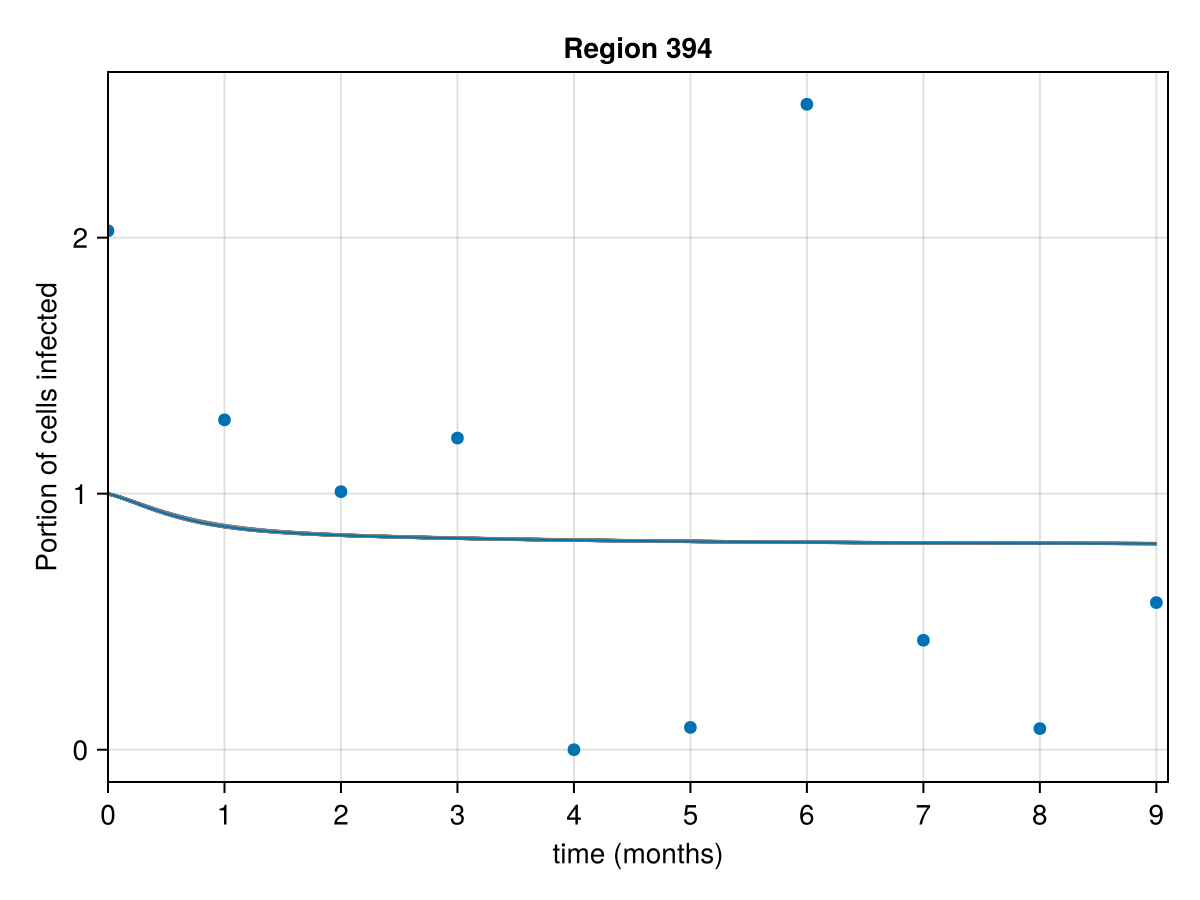 Region 394
Portion of cells infected
2
1
0
0 1 2 3 4 5 6 7 8 9
time (months)